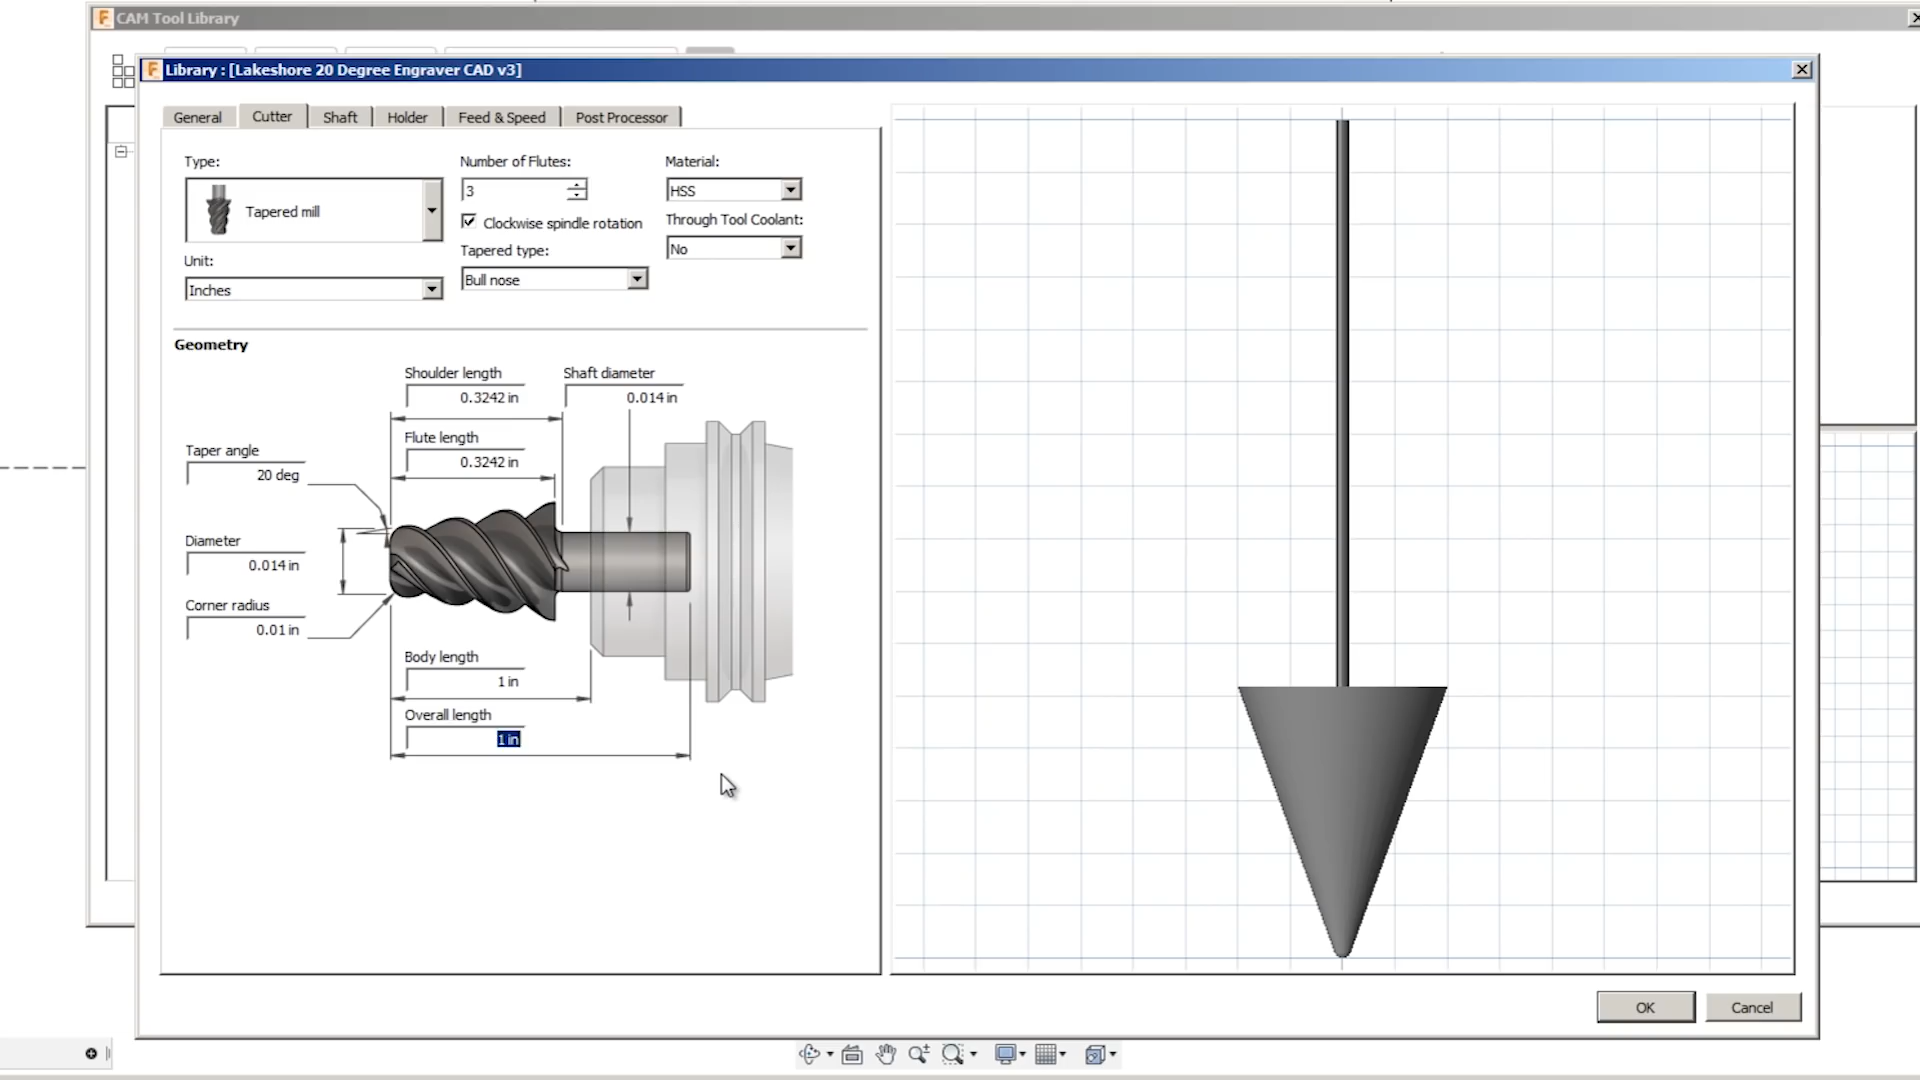 CAM Tool Library
Library : [Lakeshore 20 Degree Engraver CAD v3]
General Cutter Shaft Holder Feed & Speed Post Processor
Type:
Tapered mill
Unit:
Inches
Number of Flutes:
3
Clockwise spindle rotation
Tapered type:
Bull nose
Material:
HSS
Through Tool Coolant:
No
Geometry
Shoulder length
0.3242 in
Shaft diameter
0.014 in
Flute length
0.3242 in
Taper angle
20 deg
Diameter
0.014 in
Corner radius
0.01 in
Body length
1 in
Overall length
1 in
OK Cancel